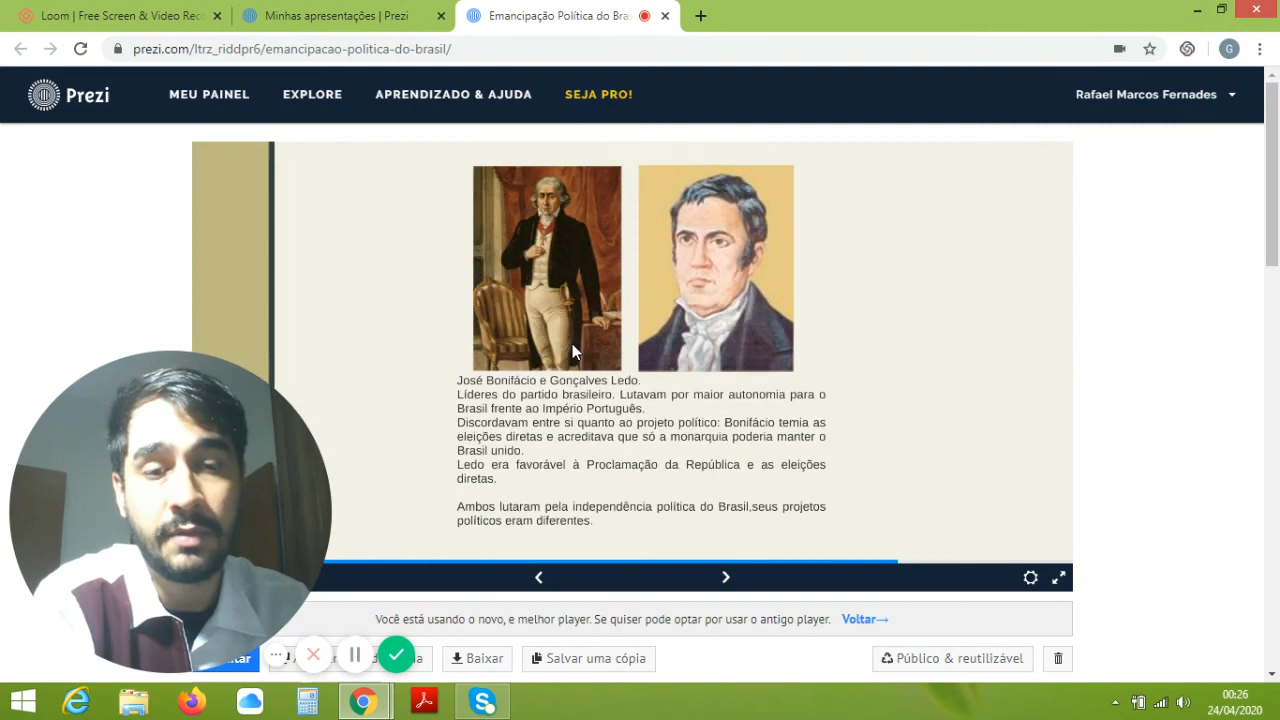 Loom | Free Screen & Video Reco
Minhas apresentações | Prezi
Emancipação Política do Bras
prezi.com/ltrz_riddpr6/emancipacao-politica-do-brasil/
G
Prezi
MEU PAINEL
EXPLORE
APRENDIZADO & AJUDA
SEJA PRO!
Rafael Marcos Fernades
José Bonifácio e Gonçalves Ledo.
Líderes do partido brasileiro. Lutavam por maior autonomia para o
Brasil frente ao Império Português.
Discordavam entre si quanto ao projeto político: Bonifácio temia as
eleições diretas e acreditava que só a monarquia poderia manter o
Brasil unido.
Ledo era favorável à Proclamação da República e as eleições
diretas.
Ambos lutaram pela independência política do Brasil,seus projetos
políticos eram diferentes.
Você está usando o novo, e melhor player. Se quiser pode optar por usar o antigo player. Voltar→
Baixar
Salvar uma cópia
Público & reutilizável
00:26
24/04/2020